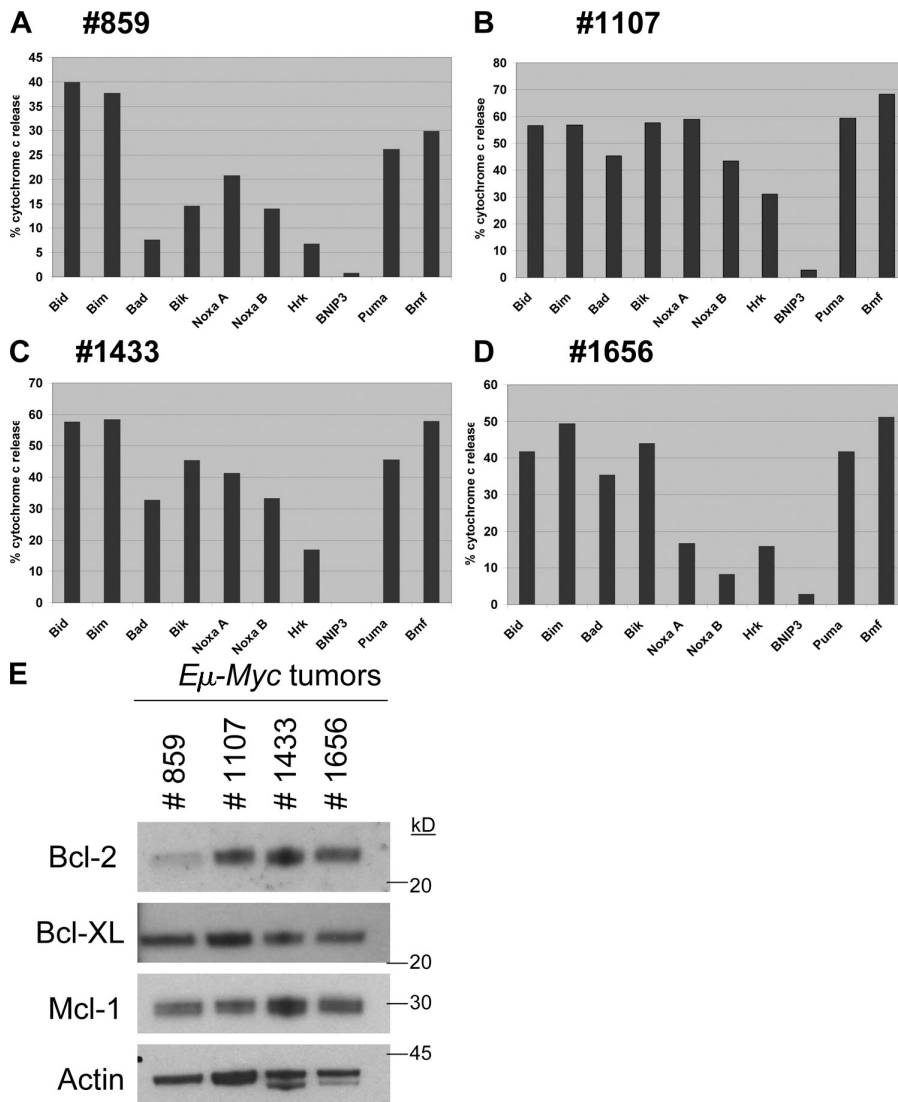 A #859
% cytochrome c release
45
40
35
30
25
20
15
10
5
0
Bid Bim Bad Bik Noxa A Noxa B Hrk BNIP3 Puma Bmf
B #1107
% cytochrome c release
80
70
60
50
40
30
20
10
0
Bid Bim Bad Bik Noxa A Noxa B Hrk BNIP3 Puma Bmf
C #1433
% cytochrome c release
70
60
50
40
30
20
10
0
Bid Bim Bad Bik Noxa A Noxa B Hrk BNIP3 Puma Bmf
D #1656
% cytochrome c release
60
50
40
30
20
10
0
Bid Bim Bad Bik Noxa A Noxa B Hrk BNIP3 Puma Bmf
E
Eμ-Myc tumors
# 859 # 1107 # 1433 # 1656
kD
Bcl-2
20
Bcl-XL
20
Mcl-1
30
45
Actin